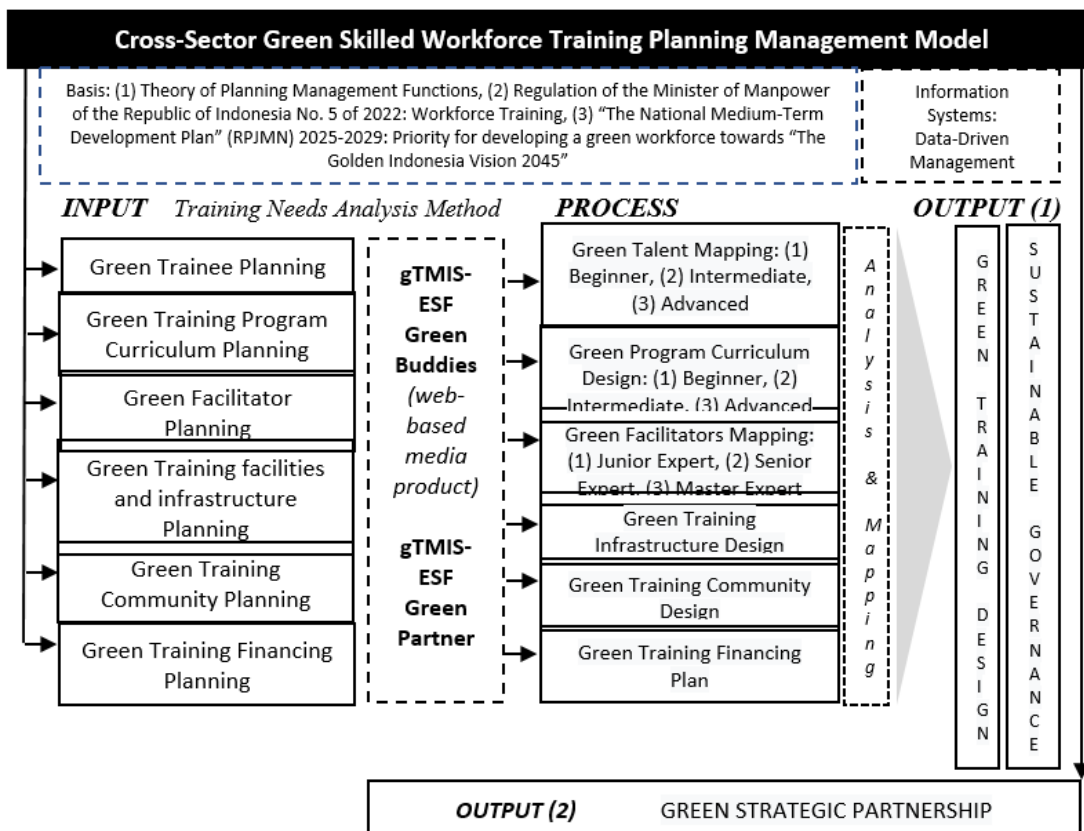 Cross-Sector Green Skilled Workforce Training Planning Management Model
Basis: (1) Theory of Planning Management Functions, (2) Regulation of the Minister of Manpower
of the Republic of Indonesia No. 5 of 2022: Workforce Training, (3) “The National Medium-Term
Development Plan” (RPJMN) 2025-2029: Priority for developing a green workforce towards “The
Golden Indonesia Vision 2045”
Information
Systems:
Data-Driven
Management
INPUT Training Needs Analysis Method
PROCESS
OUTPUT (1)
Green Trainee Planning
Green Training Program
Curriculum Planning
Green Facilitator
Planning
Green Training facilities
and infrastructure
Planning
Green Training
Community Planning
Green Training Financing
Planning
gTMIS-
ESF
Green
Buddies
(web-
based
media
product)
gTMIS-
ESF
Green
Partner
Green Talent Mapping: (1)
Beginner, (2) Intermediate,
(3) Advanced
Green Program Curriculum
Design: (1) Beginner, (2)
Intermediate, (3) Advanced
Green Facilitators Mapping:
(1) Junior Expert, (2) Senior
Expert, (3) Master Expert
Green Training
Infrastructure Design
Green Training Community
Design
Green Training Financing
Plan
Analysis & Mapping
GREEN TRAINING DESIGN
SUSTAINABLE GOVERNANCE
OUTPUT (2) GREEN STRATEGIC PARTNERSHIP